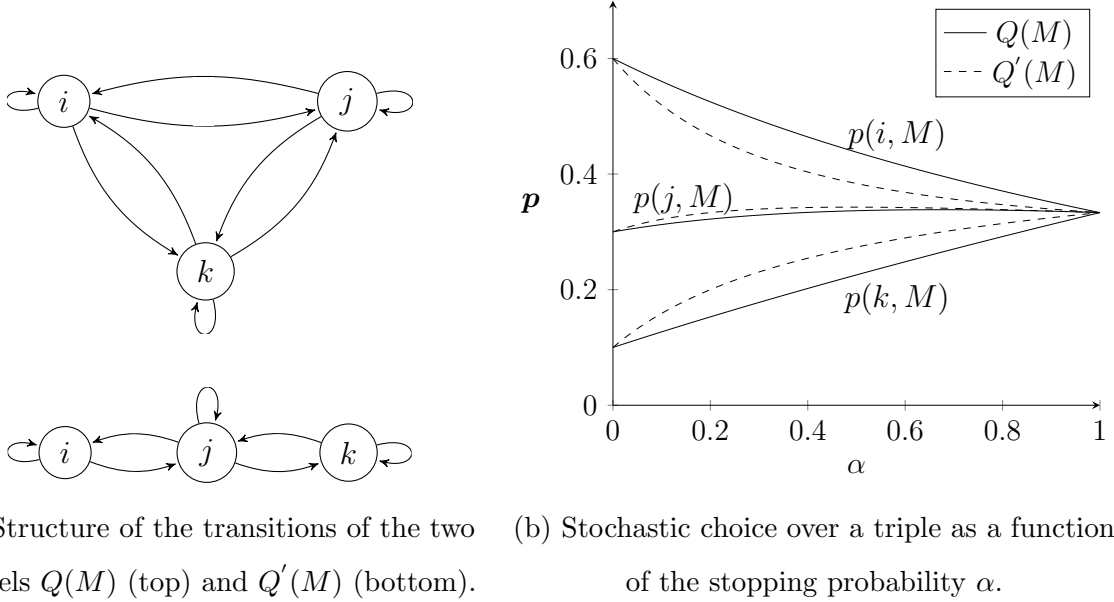 i
j
k
i
j
k
Q(M)
Q′(M)
p(i, M)
p(j, M)
p(k, M)
p
0.6
0.4
0.2
0
0 0.2 0.4 0.6 0.8 1
α
Structure of the transitions of the two
els Q(M) (top) and Q′(M) (bottom).
(b) Stochastic choice over a triple as a function
of the stopping probability α.